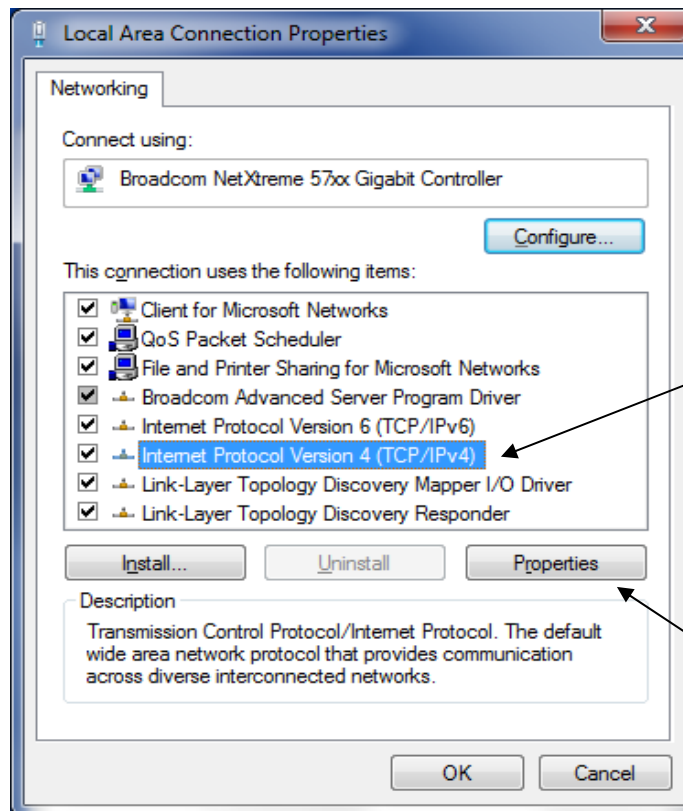 Local Area Connection Properties
Networking
Connect using:
Broadcom NetXtreme 57xx Gigabit Controller
Configure...
This connection uses the following items:
Client for Microsoft Networks
QoS Packet Scheduler
File and Printer Sharing for Microsoft Networks
Broadcom Advanced Server Program Driver
Internet Protocol Version 6 (TCP/IPv6)
Internet Protocol Version 4 (TCP/IPv4)
Link-Layer Topology Discovery Mapper I/O Driver
Link-Layer Topology Discovery Responder
Install... Uninstall Properties
Description
Transmission Control Protocol/Internet Protocol. The default
wide area network protocol that provides communication
across diverse interconnected networks.
OK Cancel